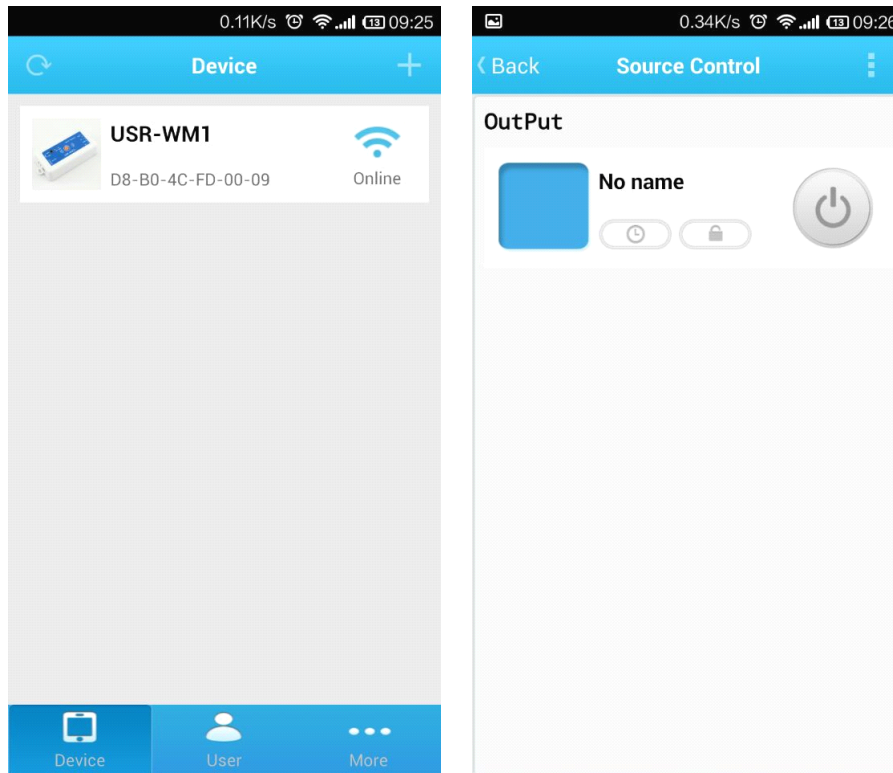 0.11K/s 13 09:25
Device
USR-WM1
D8-B0-4C-FD-00-09
Online
Device User More
0.34K/s 13 09:26
Back Source Control
OutPut
No name